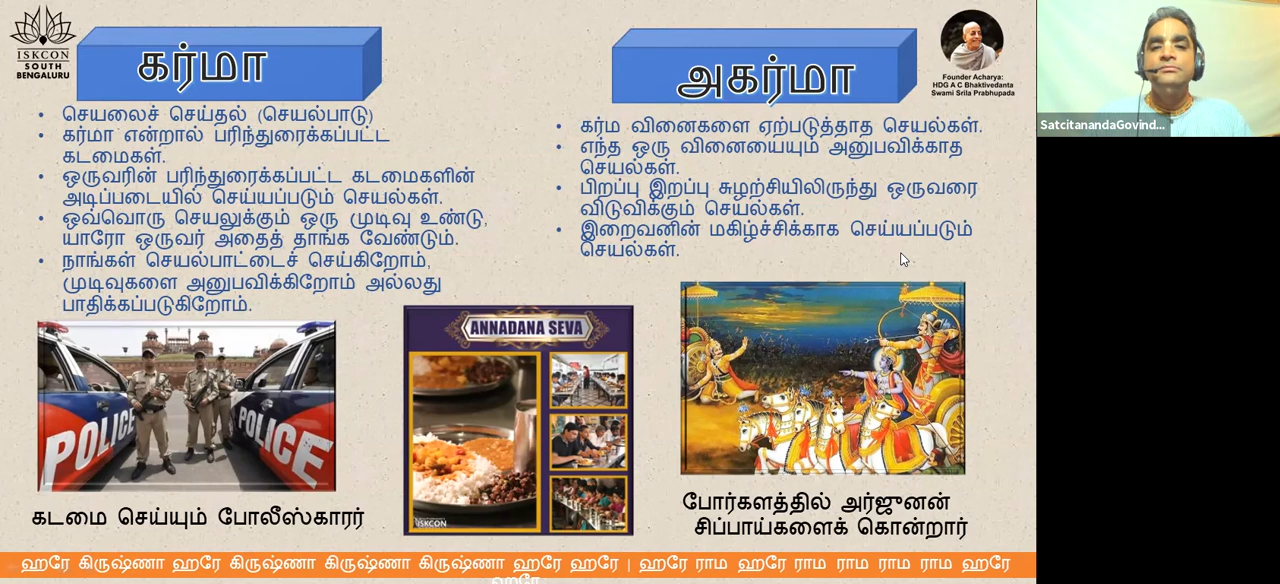 ISKCON
SOUTH
BENGALURU
கர்மா
• செயலைச் செய்தல் (செயல்பாடு)
• கர்மா என்றால் பரிந்துரைக்கப்பட்ட
கடமைகள்.
• ஒருவரின் பரிந்துரைக்கப்பட்ட கடமைகளின்
அடிப்படையில் செய்யப்படும் செயல்கள்.
• ஒவ்வொரு செயலுக்கும் ஒரு முடிவு உண்டு,
யாரோ ஒருவர் அதைத் தாங்க வேண்டும்.
• நாங்கள் செயல்பாட்டைச் செய்கிறோம்,
முடிவுகளை அனுபவிக்கிறோம் அல்லது
பாதிக்கப்படுகிறோம்.
POLICE
POLICE
கடமை செய்யும் போலீஸ்காரர்
ANNADANA SEVA
ISKCON
அகர்மா
Founder Acharya:
HDG A C Bhaktivedanta
Swami Srila Prabhupada
• கர்ம வினைகளை ஏற்படுத்தாத செயல்கள்.
• எந்த ஒரு வினையையும் அனுபவிக்காத
செயல்கள்.
• பிறப்பு இறப்பு சுழற்சியிலிருந்து ஒருவரை
விடுவிக்கும் செயல்கள்.
• இறைவனின் மகிழ்ச்சிக்காக செய்யப்படும்
செயல்கள்.
போர்களத்தில் அர்ஜுனன்
சிப்பாய்களைக் கொன்றார்
ஹரே கிருஷ்ணா ஹரே கிருஷ்ணா கிருஷ்ணா கிருஷ்ணா ஹரே ஹரே | ஹரே ராம ஹரே ராம ராம ராம ராம ஹரே
ஹரே
SatcitanandaGovind...